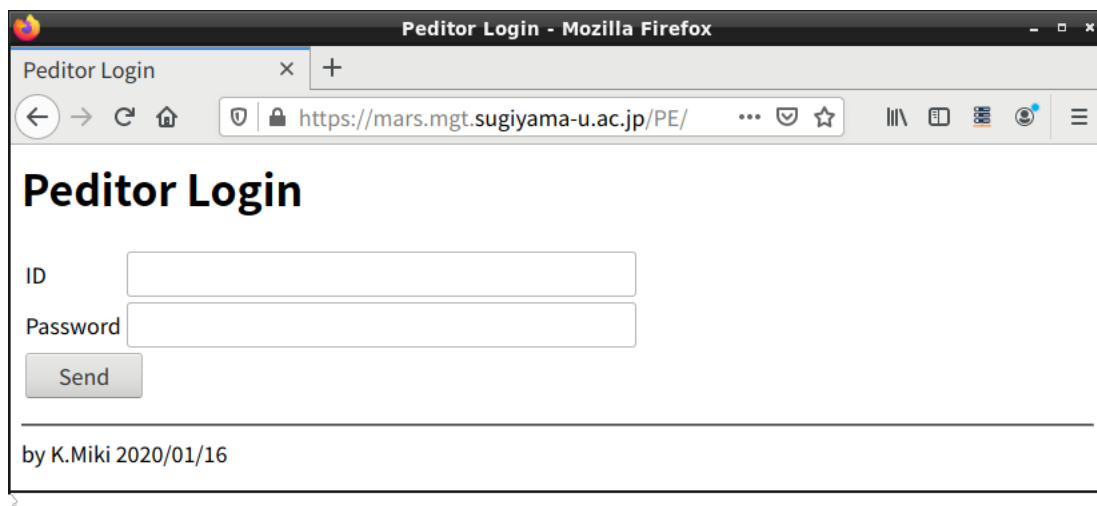 Peditor Login - Mozilla Firefox
Peditor Login
https://mars.mgt.sugiyama-u.ac.jp/PE/
Peditor Login
ID
Password
Send
by K.Miki 2020/01/16